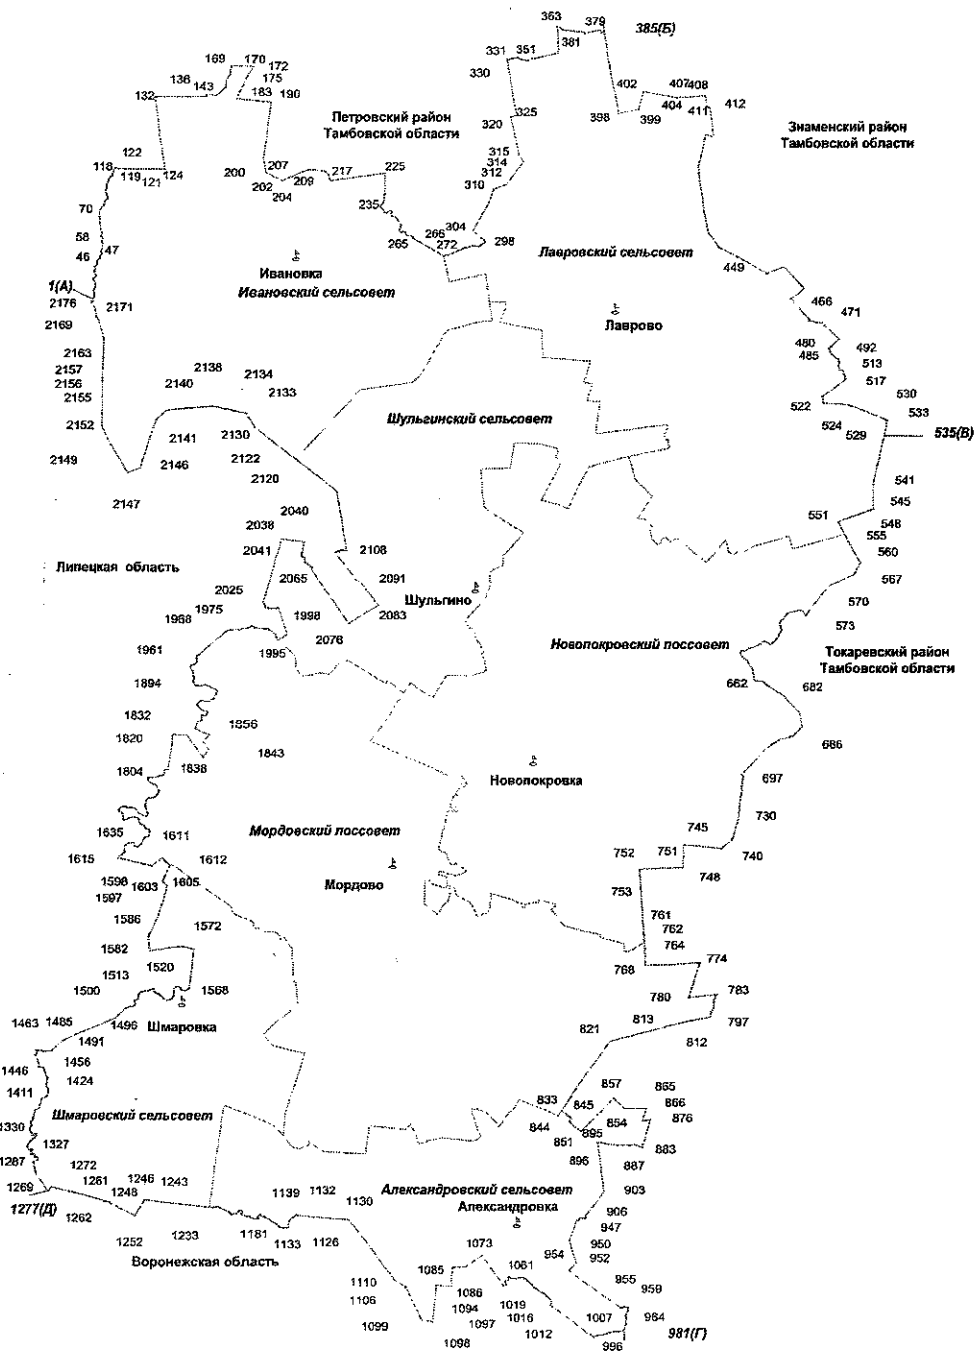 363 379 385(Б)
381
169 170 172
331 351
136 143 175
330
132 183 190
402 407 408
398 399 404 411 412
Петровский район
Тамбовской области
320 325
Знаменский район
Тамбовской области
122
118 119 121 124
200 207
202 204 209 217 225
315
314
312
310
70
235
58
46 47
265 266 272 304 298
Ивановка
Ивановский сельсовет
Лавровский сельсовет
449
1(А)
2176 2171
2169
Лаврово
466 471
2163
2157
2156
2155
2138 2134
2140 2133
480
485
492
513
517
522
530
533
2152
Шульгинский сельсовет
524 529
535(В)
2141 2130
2149 2146 2122
2120
2147
541
545
2040
2038
551 548
555
2041 2108
560
Липецкая область
2065 2091
567
2025
Шульгино
1975
1968
1998 2083
570
573
2076
1961 1995
Новопокровский поссовет
Токаревский район
Тамбовской области
1894
662 682
1832 1856
1820 1843
686
1804 1838
Новопокровка
697
730
1635 1611
Мордовский поссовет
745
1615 1612
752 751 740
748
1598 1603 1605
1597
Мордово
753
1586 1572
761
762
764
1582
1513 1520
768 774
1500 1568
780 783
1463 1485 1496
Шмаровка
821 813 797
1491
812
1446 1456
1411 1424
857 865
866
876
Шмаровский сельсовет
833 845 854
1330
844 851 895
1327
883
1287 1272
896 887
1269 1261 1246 1243
1248
1139 1132
Александровский сельсовет
903
1277(Д)
1262
1130
Александровка
906
947
1252 1233 1181
1133 1126
1073
954 950
952
Воронежская область
1085 1061
955 959
1110
1106
1086
1094
1097
1019
1016
1012
1007 964
1099
1098
996 981(Г)